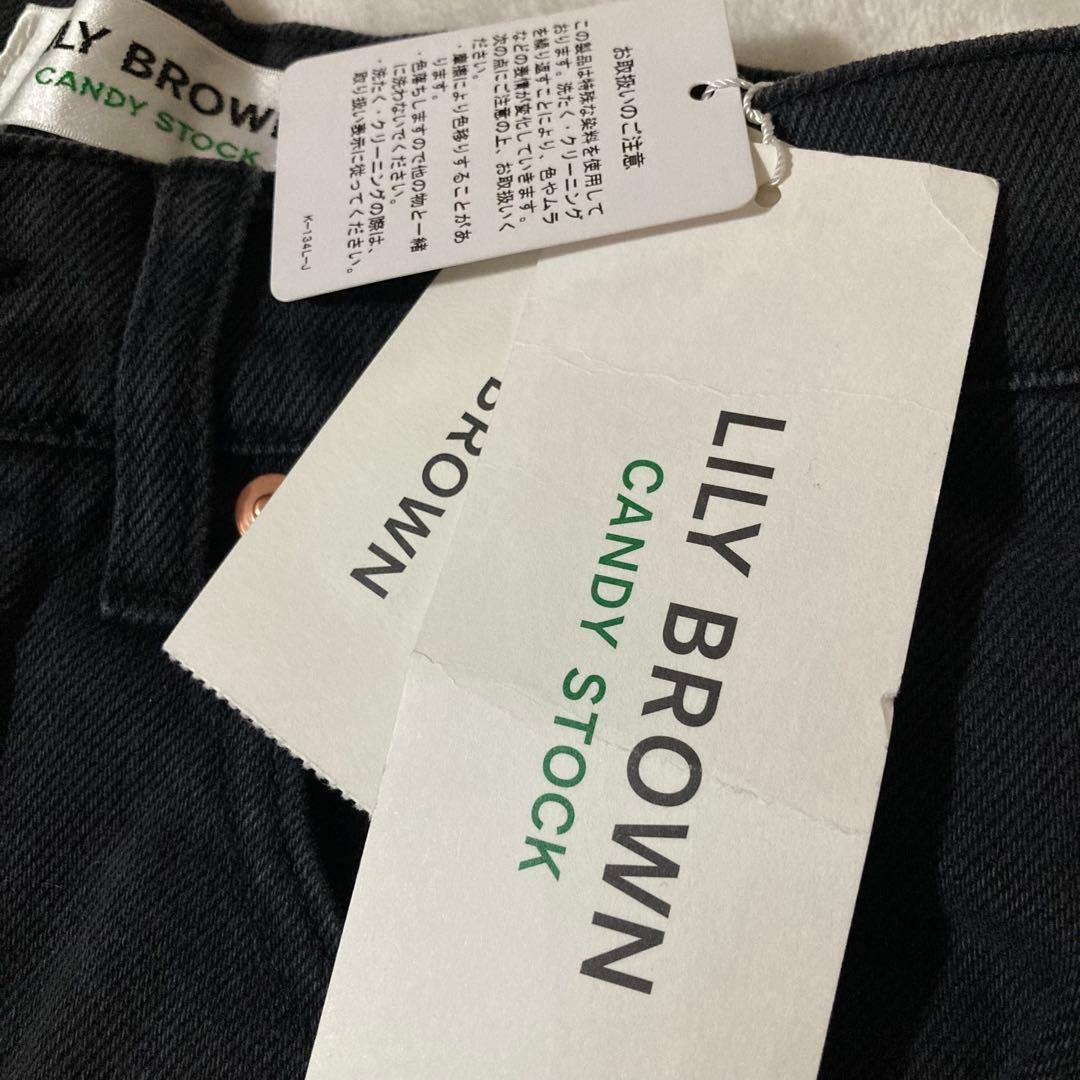 LY BROWN
CANDY STOCK
お取扱いのご注意
この製品は特殊な染料を使用して
おります。洗たく・クリーニング
を繰り返すことにより、色やムラ
などの表情が変化していきます。
次の点にご注意の上、お取扱いく
ださい。
・摩擦により色移りすることがあ
ります。
・色落ちしますので他の物と一緒
に洗わないでください。
・洗たく・クリーニングの際は、
取り扱い表示に従ってください。
K-134L-J
BROWN
LILY BROWN
CANDY STOCK